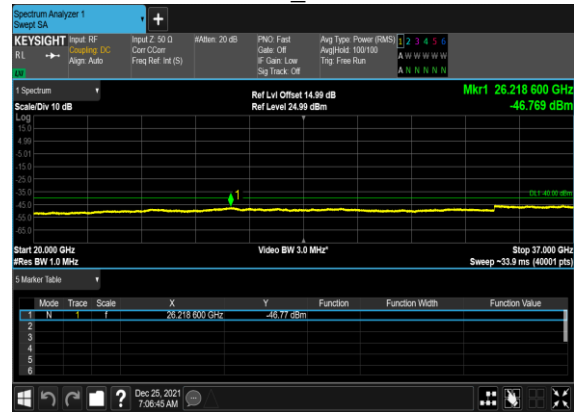 Spectrum Analyzer 1
Swept SA
+
KEYSIGHT Input: RF Input Z: 50 Ω #Atten: 20 dB PNO: Fast Avg Type: Power (RMS) 1 2 3 4 5 6
RL Coupling: DC Corr CCorr Gate: Off Avg|Hold: 100/100 A W W W W W
Align: Auto Freq Ref: Int (S) IF Gain: Low Trig: Free Run
Sig Track: Off A N N N N N
1 Spectrum Ref Lvl Offset 14.99 dB Mkr1 26.218 600 GHz
Scale/Div 10 dB Ref Level 24.99 dBm -46.769 dBm
Log
15.0
4.99
-5.01
-15.0
-25.0
-35.0
1
DL1 -40.00 dBm
-45.0
-55.0
-65.0
Start 20.000 GHz Video BW 3.0 MHz* Stop 37.000 GHz
#Res BW 1.0 MHz Sweep ~33.9 ms (40001 pts)
5 Marker Table
Mode Trace Scale X Y Function Function Width Function Value
1 N 1 f 26.218 600 GHz -46.77 dBm
2
3
4
5
6
? Dec 25, 2021
7:06:45 AM